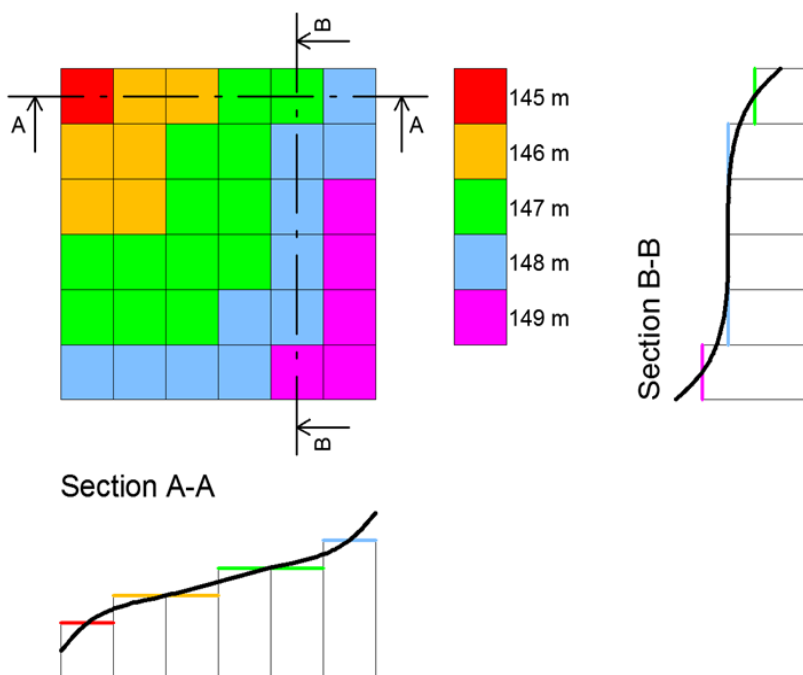 B
A
A
B
145 m
146 m
147 m
148 m
149 m
Section B-B
Section A-A